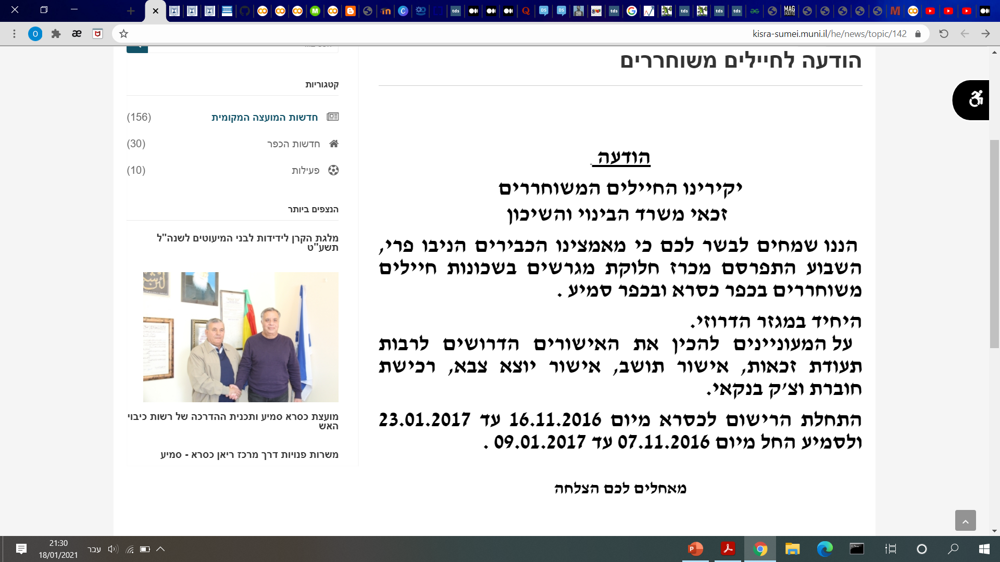 kisra-sumei.muni.il/he/news/topic/142
הודעה לחיילים משוחררים
הודעה
יקירינו החיילים המשוחררים
זכאי משרד הבינוי והשיכון
הננו שמחים לבשר לכם כי מאמצינו הכבירים הניבו פרי,
השבוע התפרסם מכרז חלוקת מגרשים בשכונות חיילים
משוחררים בכפר כסרא ובכפר סמיע .
היחיד במגזר הדרוזי.
על המעוניינים להכין את האישורים הדרושים לרבות
תעודת זכאות, אישור תושב, אישור יוצא צבא, רכישת
חוברת וצ'ק בנקאי.
התחלת הרישום לכסרא מיום 16.11.2016 עד 23.01.2017
ולסמיע החל מיום 07.11.2016 עד 09.01.2017 .
מאחלים לכם הצלחה
קטגוריות
חדשות המועצה המקומית (156)
חדשות הכפר (30)
פעילות (10)
הנצפים ביותר
מלגת הקרן לידידות לבני המיעוטים לשנה"ל
תשע"ט
מועצת כסרא סמיע ותכנית ההדרכה של רשות כיבוי
האש
משרות פנויות דרך מרכז ריאן כסרא - סמיע
עבר
21:30
18/01/2021